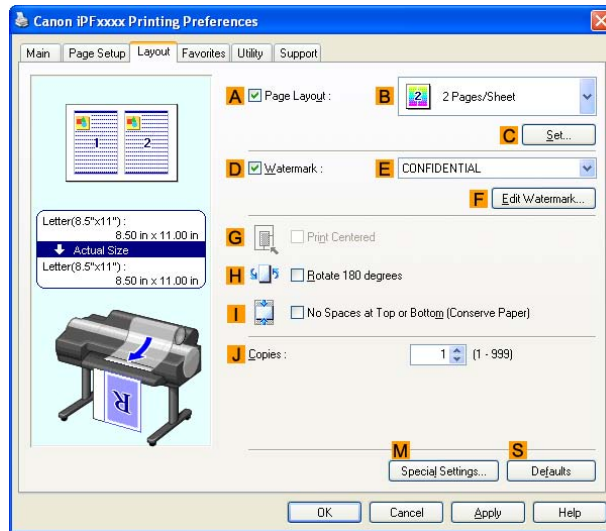 Canon iPFxxxx Printing Preferences
Main Page Setup Layout Favorites Utility Support
A Page Layout : B 2 2 Pages/Sheet
C Set...
D Watermark : E CONFIDENTIAL
F Edit Watermark...
1 2
Letter(8.5"x11") :
8.50 in x 11.00 in
Actual Size
Letter(8.5"x11") :
8.50 in x 11.00 in
G Print Centered
H Rotate 180 degrees
I No Spaces at Top or Bottom (Conserve Paper)
J Copies : 1 (1 - 999)
R
M S
Special Settings... Defaults
OK Cancel Apply Help